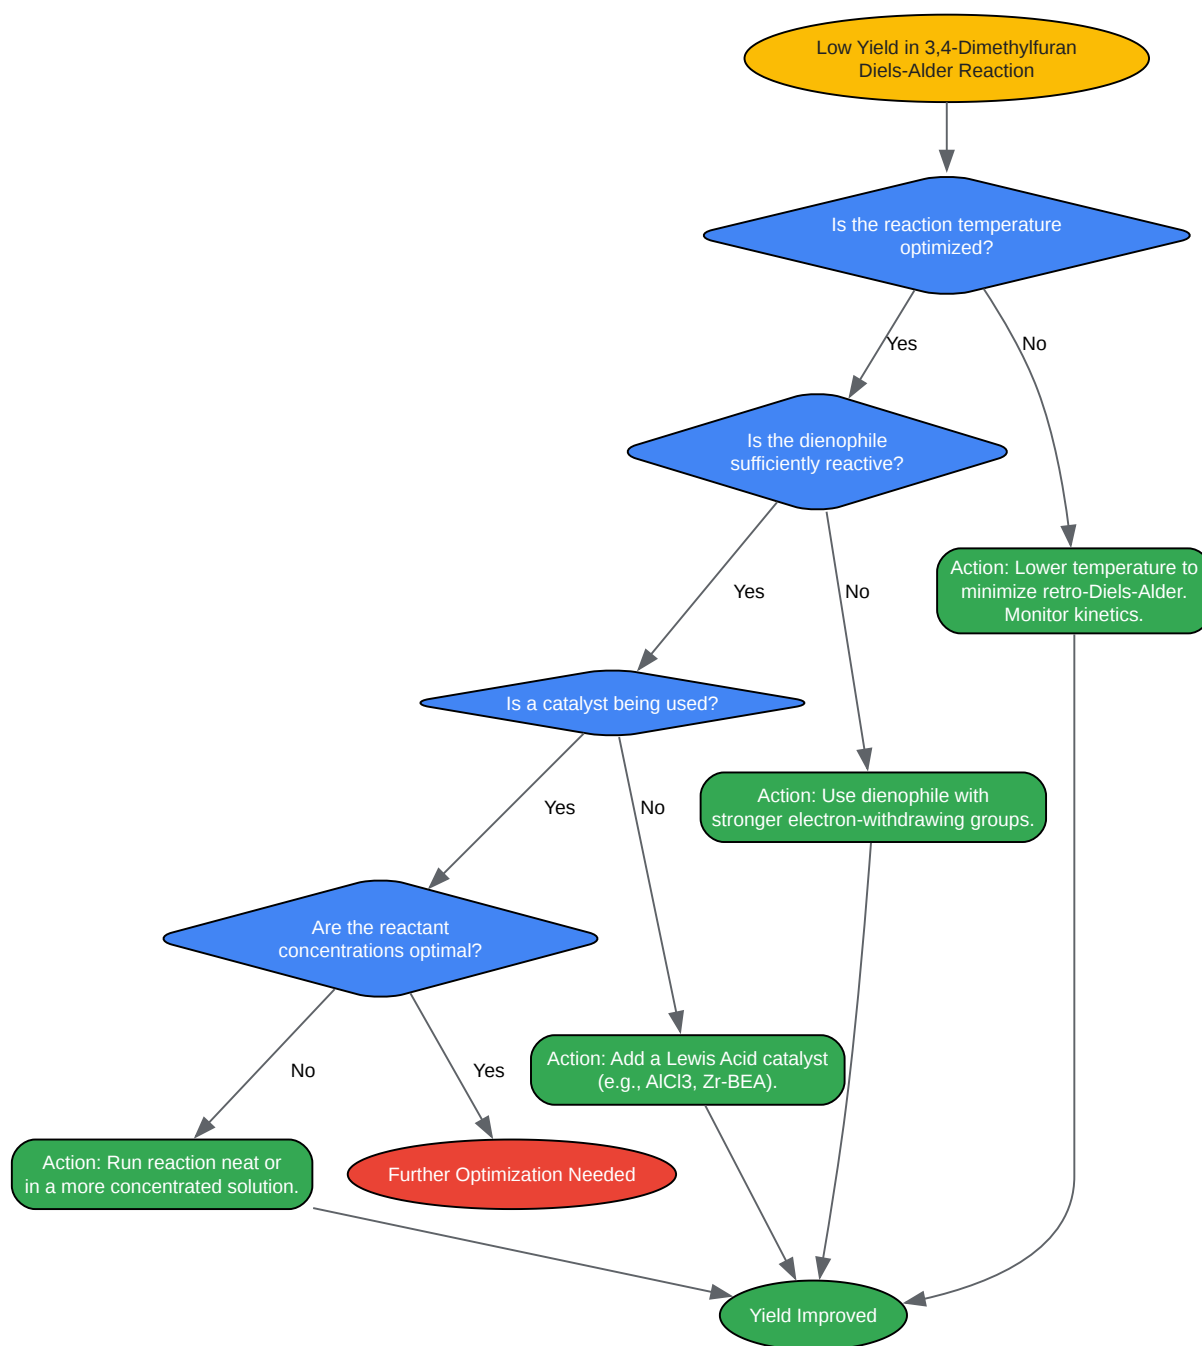 Low Yield in 3,4-Dimethylfuran
Diels-Alder Reaction
Is the reaction temperature
optimized?
Yes
No
Is the dienophile
sufficiently reactive?
Action: Lower temperature to
minimize retro-Diels-Alder.
Monitor kinetics.
Yes
No
Is a catalyst being used?
Action: Use dienophile with
stronger electron-withdrawing groups.
Yes
No
Are the reactant
concentrations optimal?
Action: Add a Lewis Acid catalyst
(e.g., AlCl3, Zr-BEA).
No
Yes
Action: Run reaction neat or
in a more concentrated solution.
Further Optimization Needed
Yield Improved